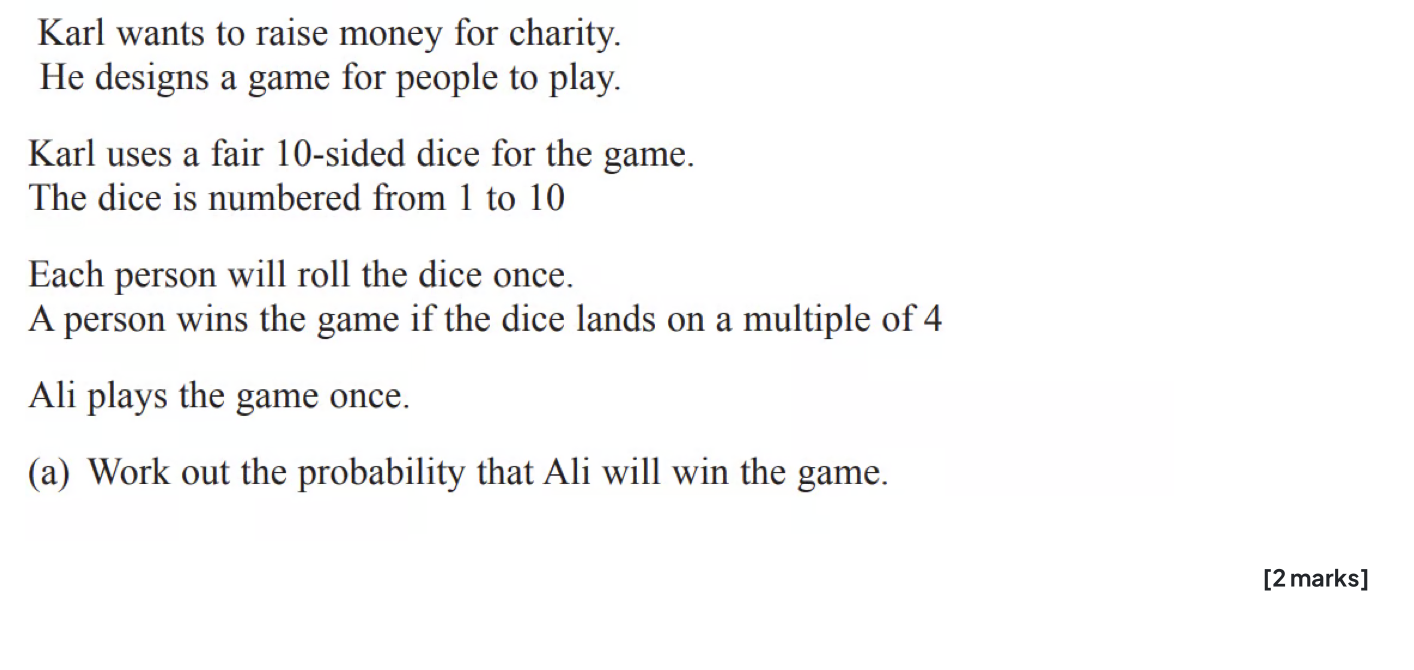 Karl wants to raise money for charity.
He designs a game for people to play.
Karl uses a fair 10-sided dice for the game.
The dice is numbered from 1 to 10
Each person will roll the dice once.
A person wins the game if the dice lands on a multiple of 4
Ali plays the game once.
(a) Work out the probability that Ali will win the game.
[2 marks]